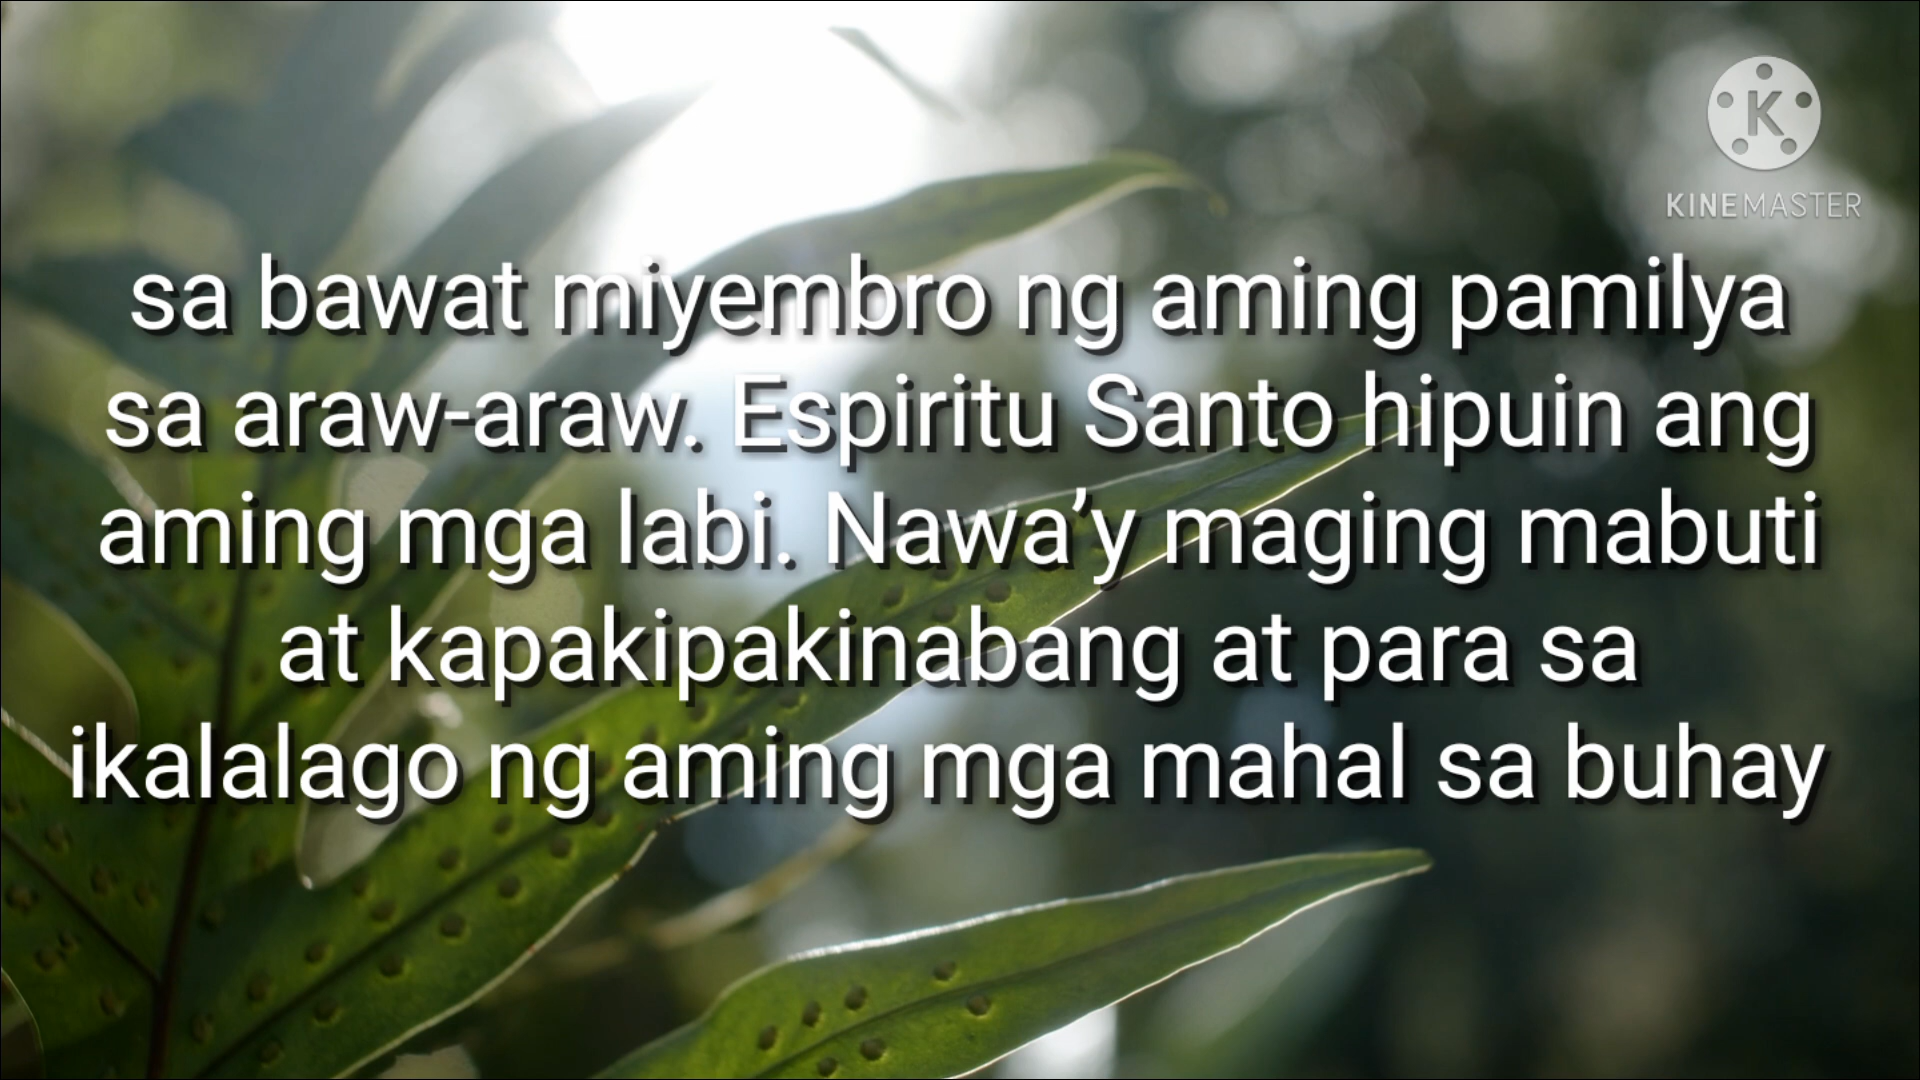 K
KINEMASTER
sa bawat miyembro ng aming pamilya
sa araw-araw. Espiritu Santo hipuin ang
aming mga labi. Nawa’y maging mabuti
at kapakipakinabang at para sa
ikalalago ng aming mga mahal sa buhay